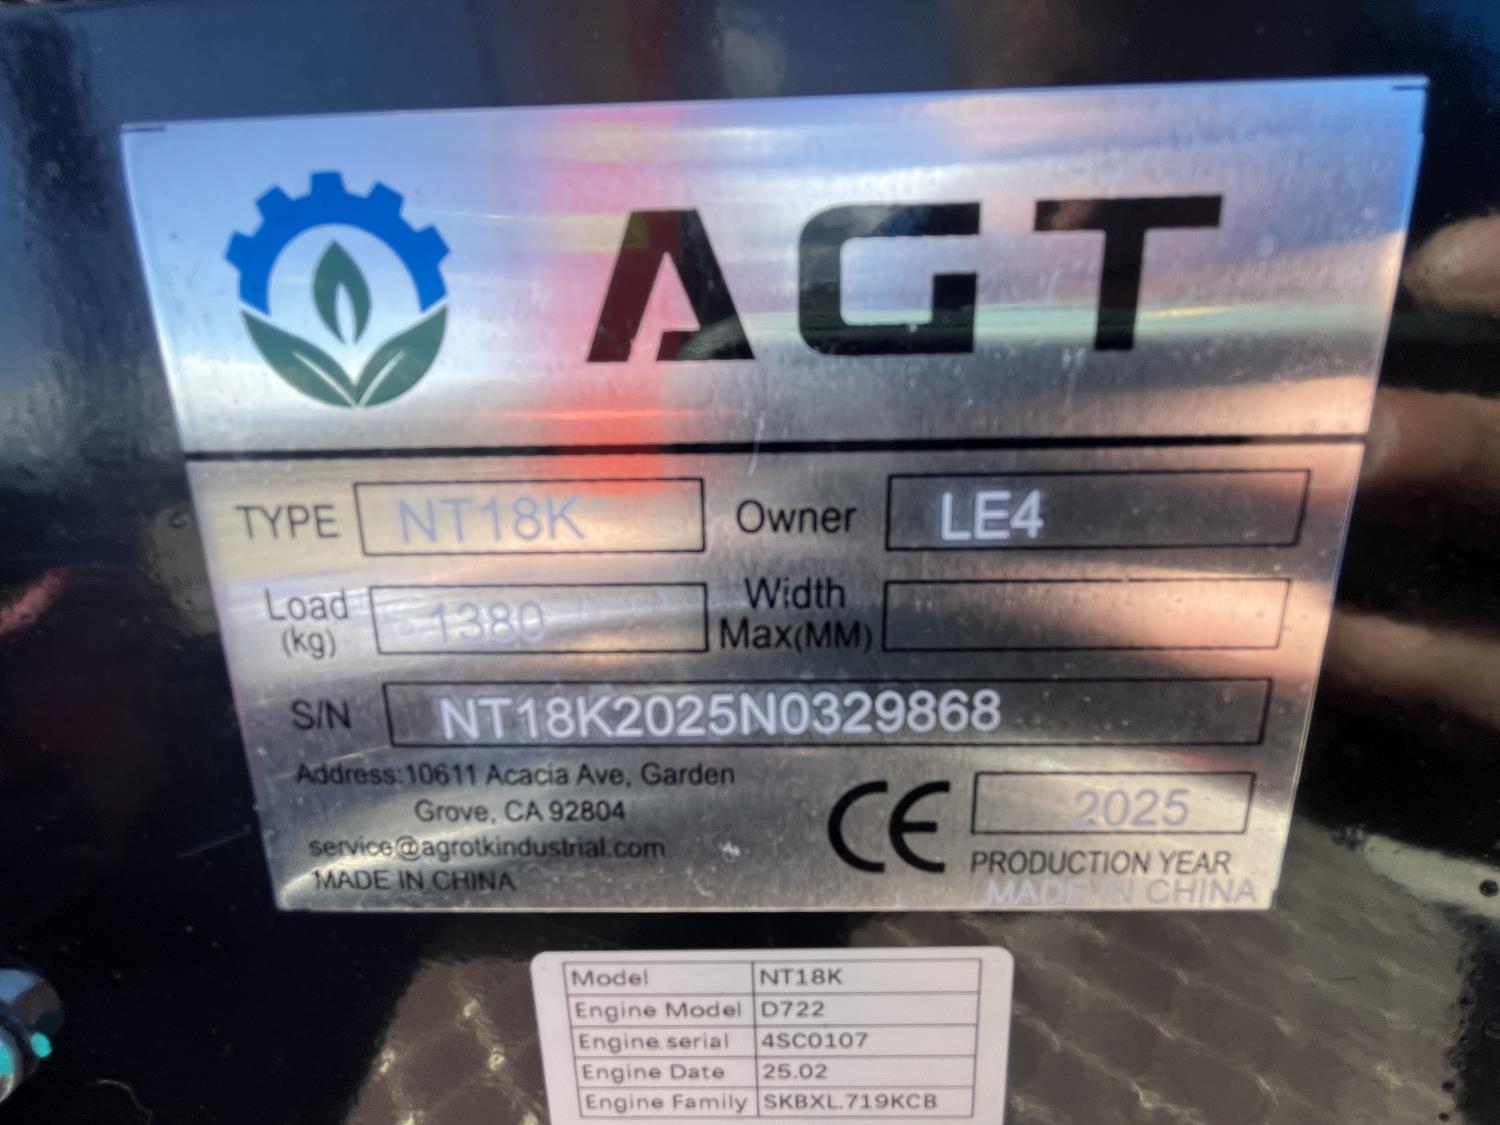 AGT
TYPE NT18K Owner LE4
Load (kg) 1380 Width Max(MM)
S/N NT18K2025N0329868
Address:10611 Acacia Ave, Garden
Grove, CA 92804
service@agrotkindustrial.com
MADE IN CHINA
CE 2025
PRODUCTION YEAR
MADE IN CHINA
Model NT18K
Engine Model D722
Engine serial 4SC0107
Engine Date 25.02
Engine Family SKBXL.719KCB